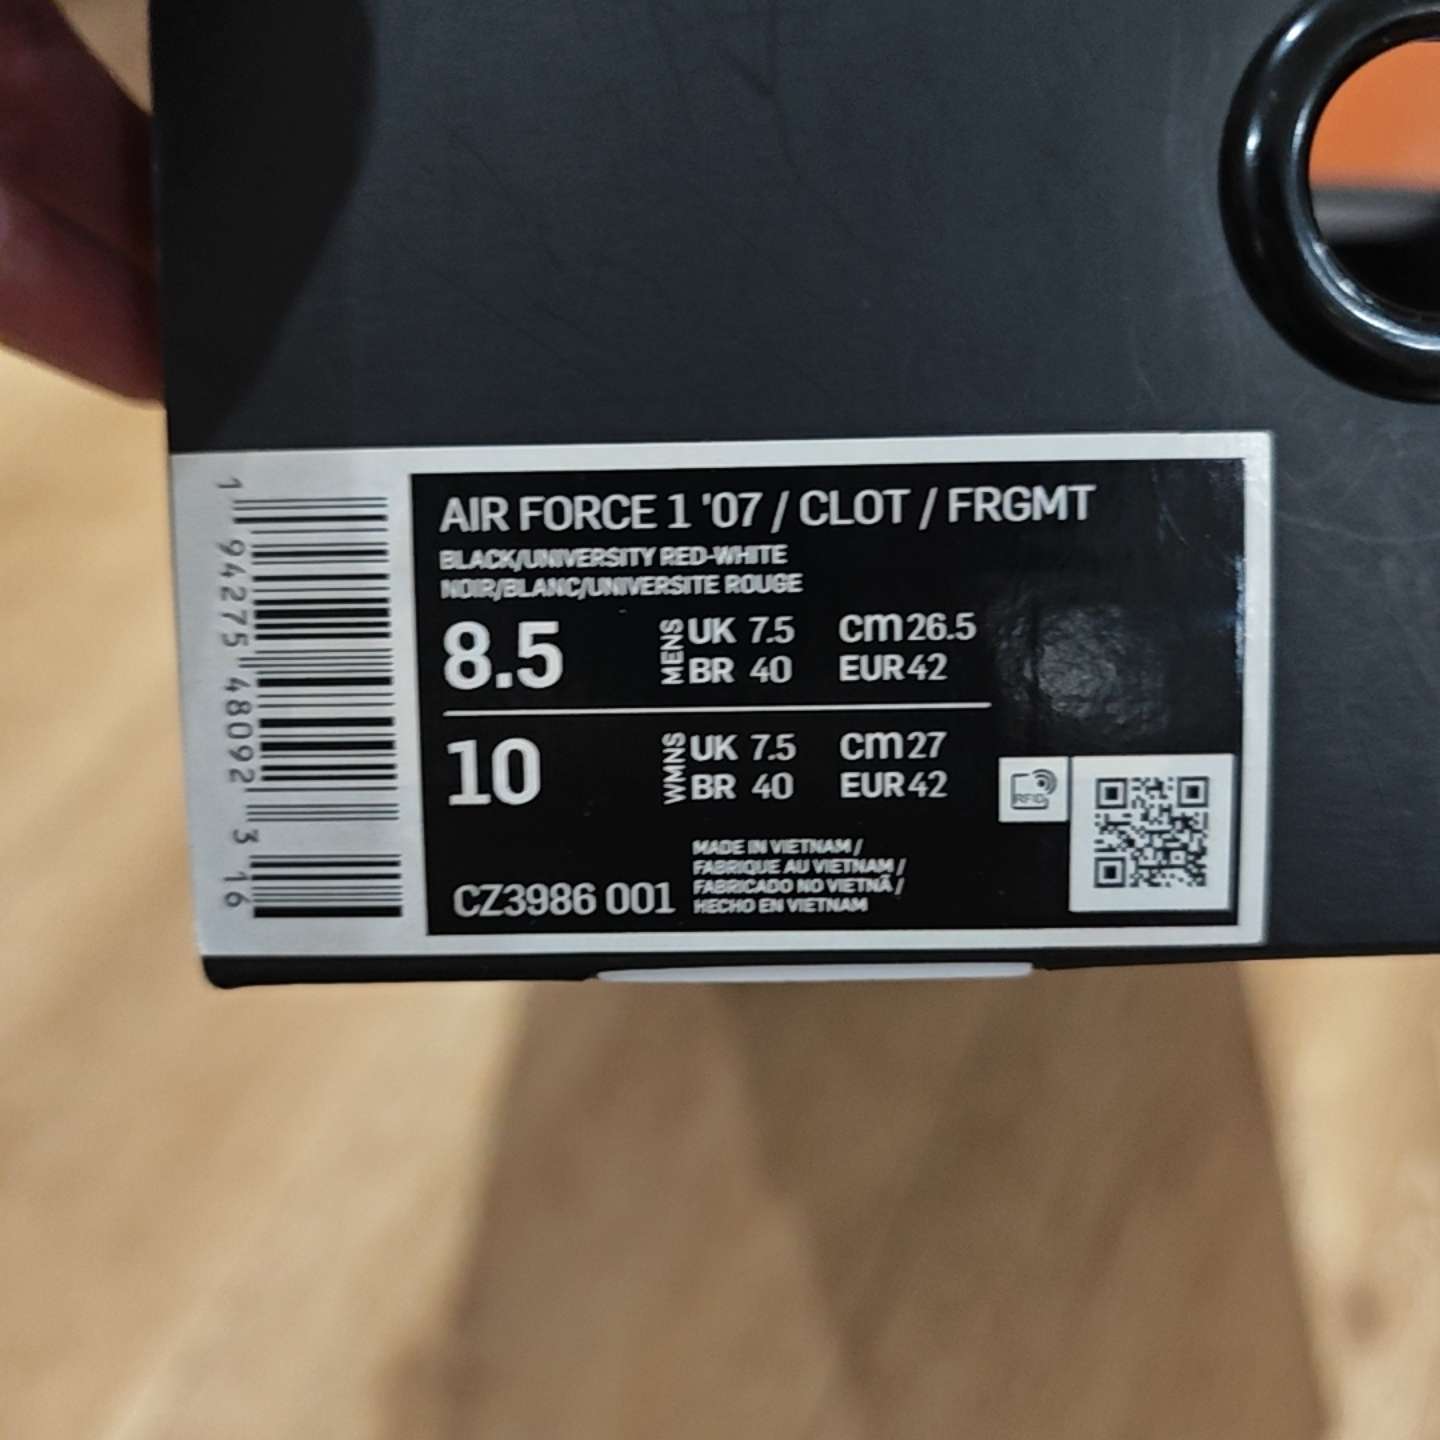 AIR FORCE 1 '07 / CLOT / FRGMT
BLACK/UNIVERSITY RED-WHITE
NOIR/BLANC/UNIVERSITE ROUGE
8.5 MENS UK 7.5 cm 26.5
BR 40 EUR 42
10 WMNS UK 7.5 cm 27
BR 40 EUR 42
RFID
MADE IN VIETNAM /
FABRIQUE AU VIETNAM /
FABRICADO NO VIETNÃ /
HECHO EN VIETNAM
CZ3986 001
1 94275 48092 3 16